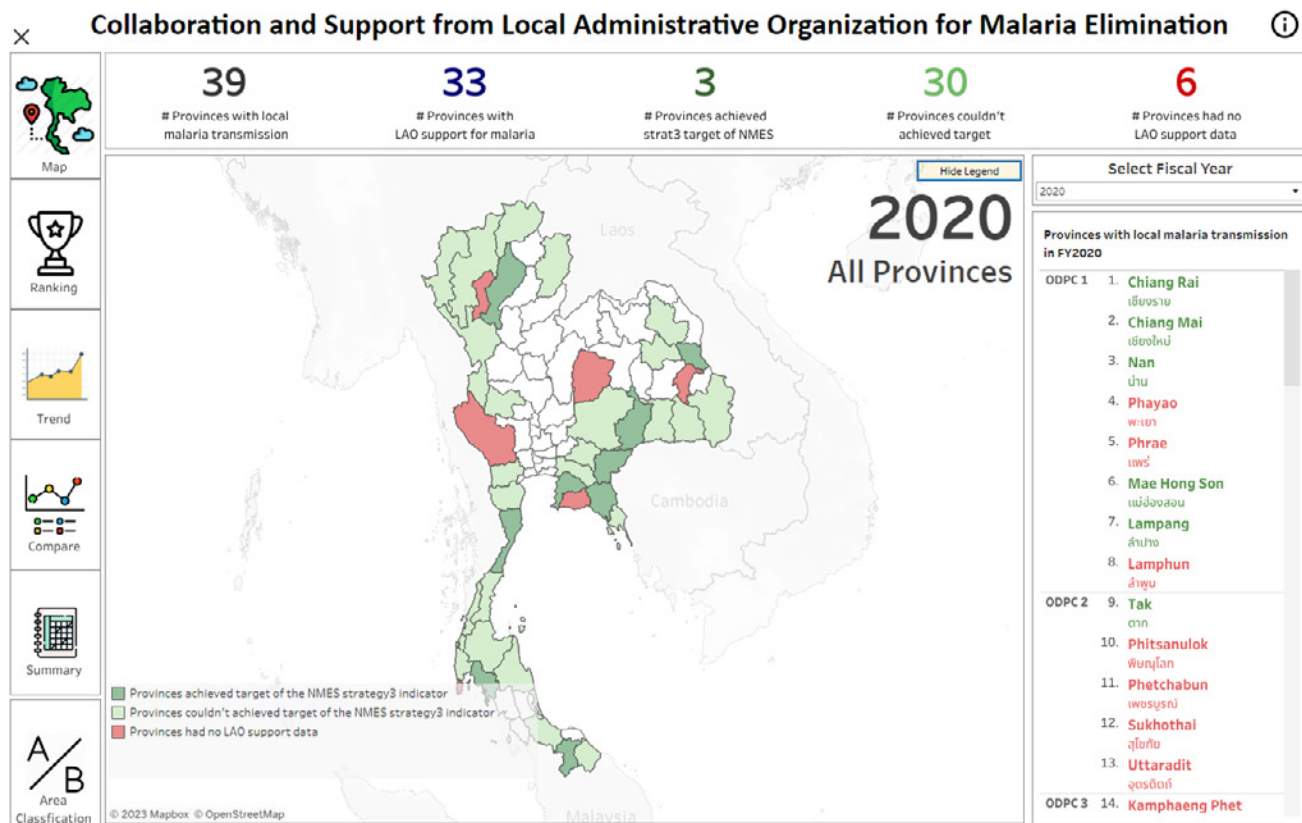 Collaboration and Support from Local Administrative Organization for Malaria Elimination
39
# Provinces with local
malaria transmission
33
# Provinces with
LAO support for malaria
3
# Provinces achieved
strat3 target of NMES
30
# Provinces couldn't
achieved target
6
# Provinces had no
LAO support data
Map
Ranking
Trend
Compare
Summary
A/B
Area
Classfication
Hide Legend
2020
All Provinces
Laos
Cambodia
Malaysia
Provinces achieved target of the NMES strategy3 indicator
Provinces couldn't achieved target of the NMES strategy3 indicator
Provinces had no LAO support data
© 2023 Mapbox © OpenStreetMap
Select Fiscal Year
2020
Provinces with local malaria transmission
in FY2020
ODPC 1 1. Chiang Rai
เชียงราย
2. Chiang Mai
เชียงใหม่
3. Nan
น่าน
4. Phayao
พะเยา
5. Phrae
แพร่
6. Mae Hong Son
แม่ฮ่องสอน
7. Lampang
ลำปาง
8. Lamphun
ลำพูน
ODPC 2 9. Tak
ตาก
10. Phitsanulok
พิษณุโลก
11. Phetchabun
เพชรบูรณ์
12. Sukhothai
สุโขทัย
13. Uttaradit
อุตรดิตถ์
ODPC 3 14. Kamphaeng Phet